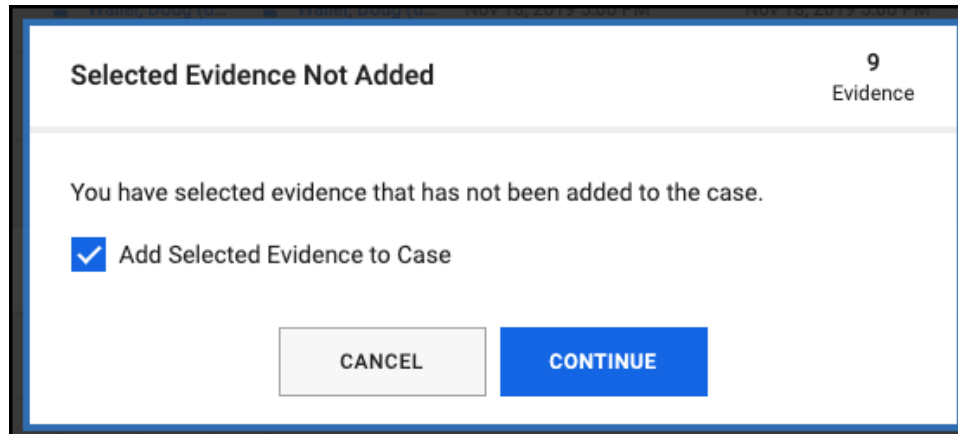 Selected Evidence Not Added
9
Evidence
You have selected evidence that has not been added to the case.
Add Selected Evidence to Case
CANCEL
CONTINUE